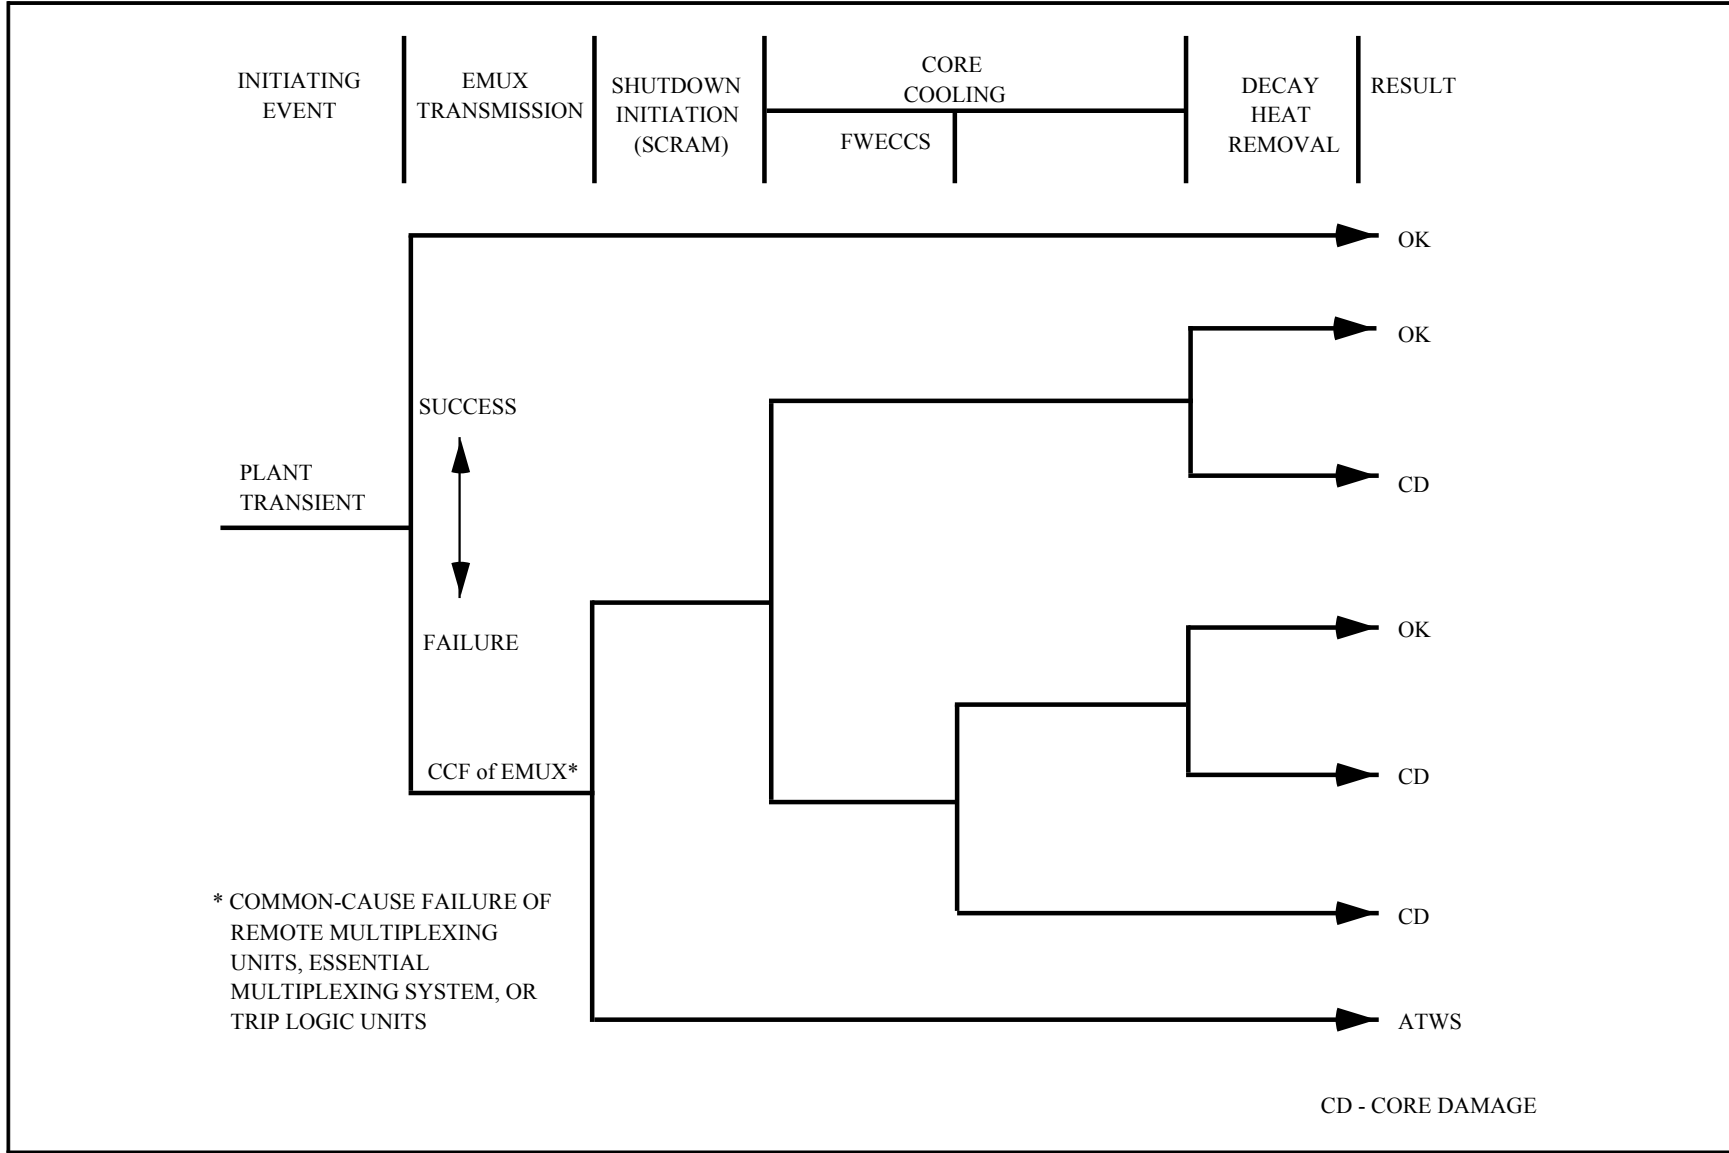 INITIATING
EVENT
EMUX
TRANSMISSION
SHUTDOWN
INITIATION
(SCRAM)
CORE
COOLING
FWECCS
DECAY
HEAT
REMOVAL
RESULT
OK
OK
SUCCESS
PLANT
TRANSIENT
CD
OK
FAILURE
CCF of EMUX*
CD
* COMMON-CAUSE FAILURE OF
REMOTE MULTIPLEXING
UNITS, ESSENTIAL
MULTIPLEXING SYSTEM, OR
TRIP LOGIC UNITS
CD
ATWS
CD - CORE DAMAGE